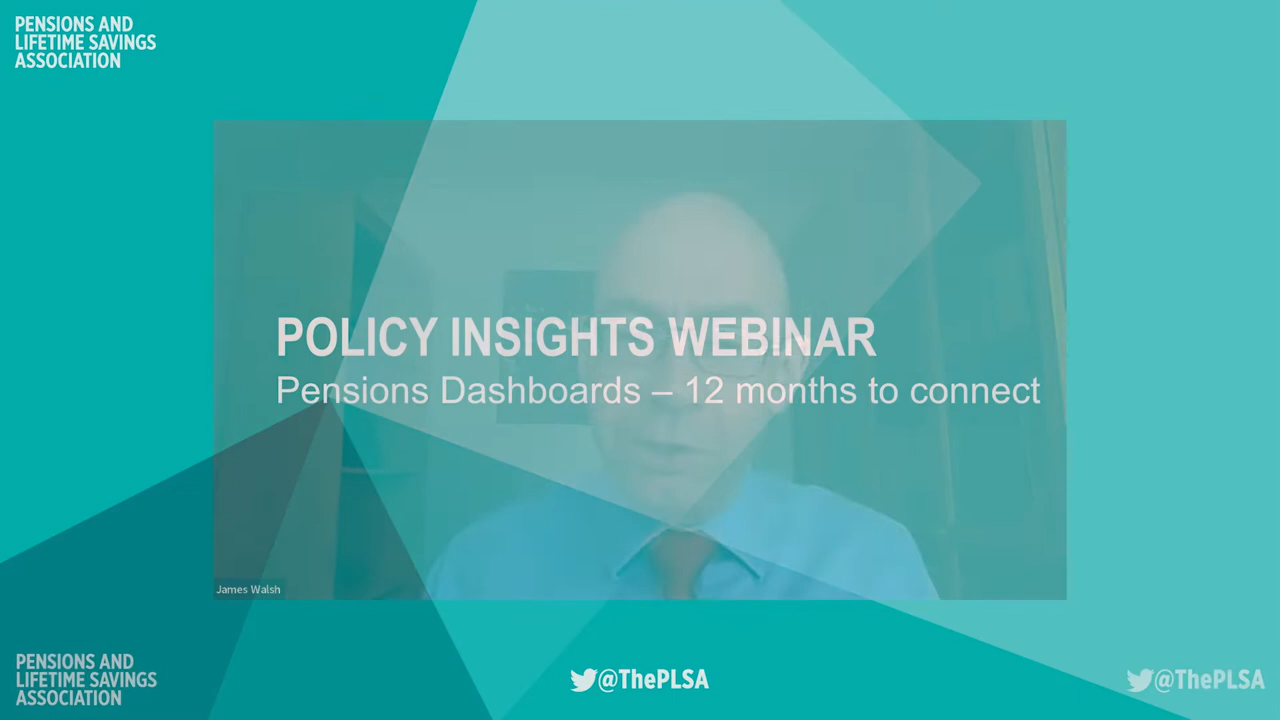 PENSIONS AND
LIFETIME SAVINGS
ASSOCIATION
POLICY INSIGHTS WEBINAR
Pensions Dashboards – 12 months to connect
James Walsh
PENSIONS AND
LIFETIME SAVINGS
ASSOCIATION
@ThePLSA
@ThePLSA